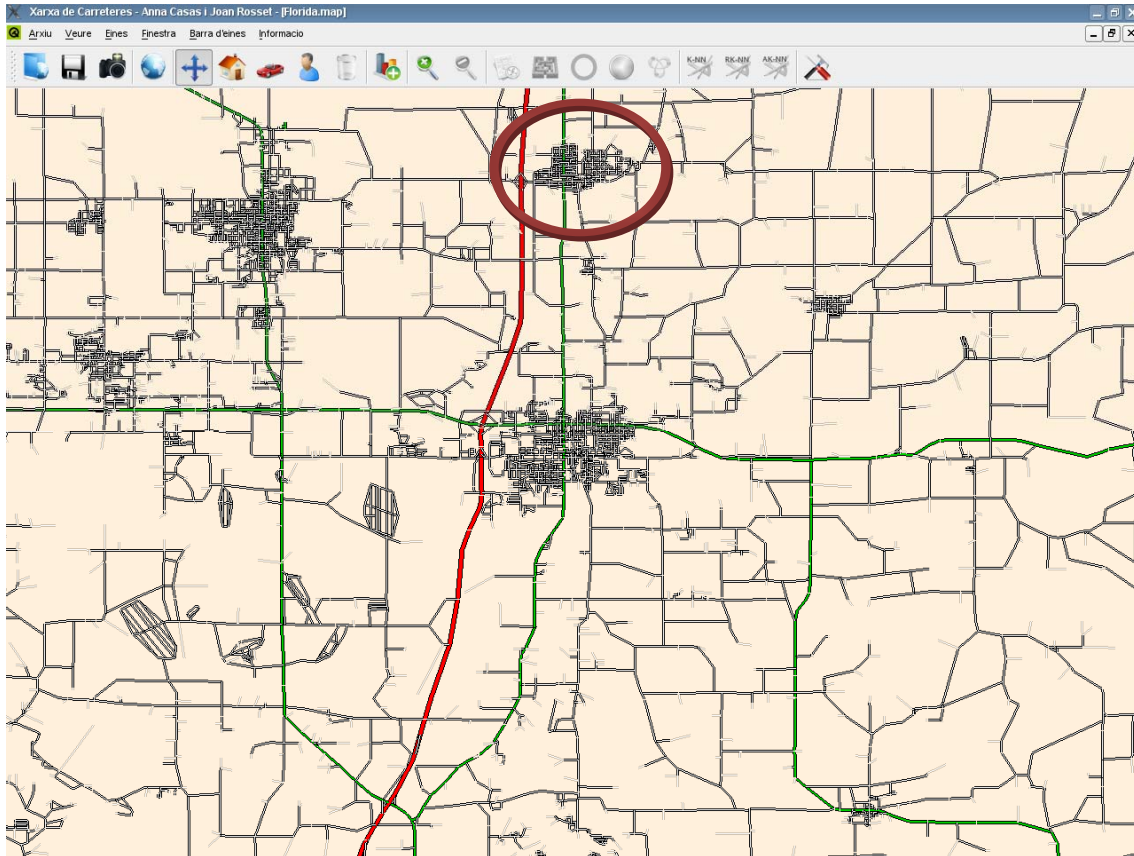 Xarxa de Carreteres - Anna Casas i Joan Rosset - [Florida.map]
Arxiu Veure Eines Finestra Barra d'eines Informacio
K-NN RK-NN AK-NN